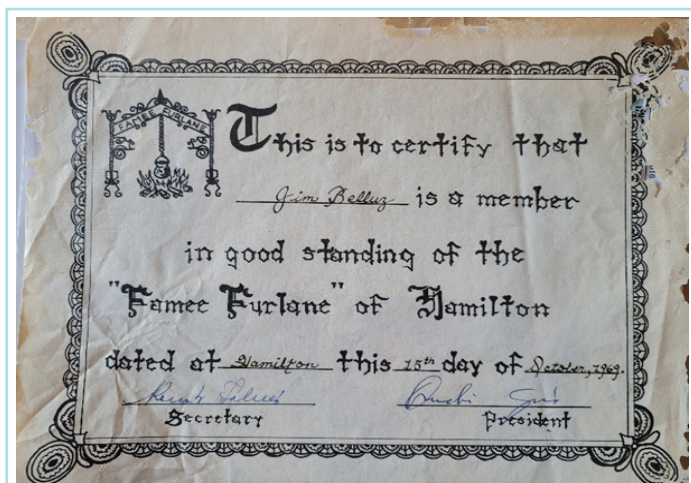 FAMEE FURLANE
This is to certify that
Jim Belluz is a member
in good standing of the
"Famee Furlane" of Hamilton
dated at Hamilton this 15th day of October, 1969.
Secretary President